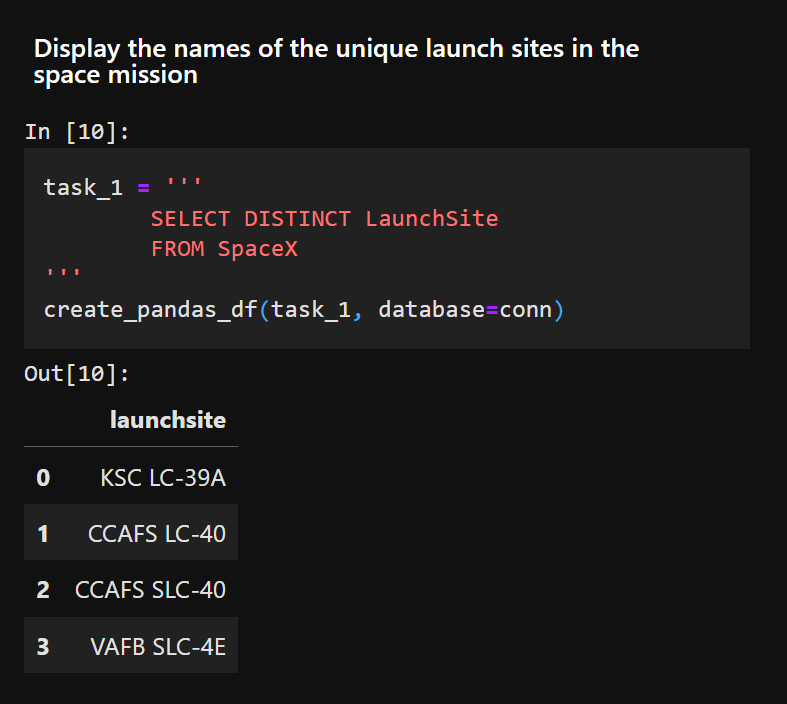 Display the names of the unique launch sites in the
space mission
In [10]:
task_1 = '''
SELECT DISTINCT LaunchSite
FROM SpaceX
'''
create_pandas_df(task_1, database=conn)
Out[10]:
launchsite
0 KSC LC-39A
1 CCAFS LC-40
2 CCAFS SLC-40
3 VAFB SLC-4E